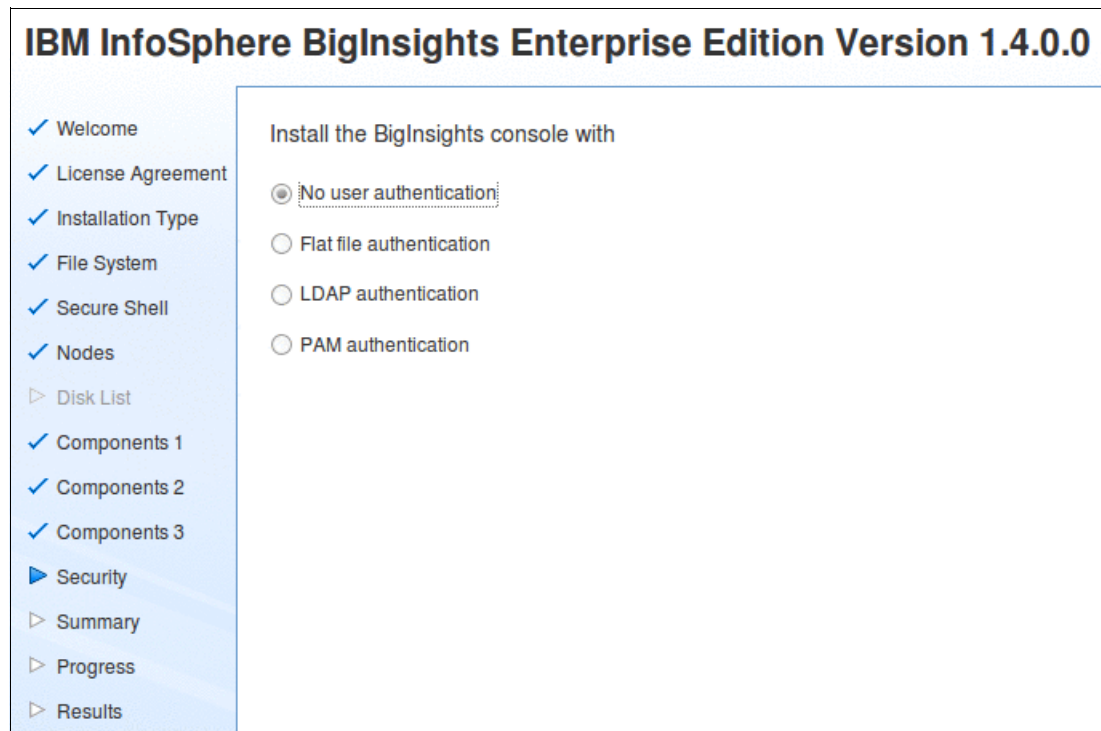 IBM InfoSphere BigInsights Enterprise Edition Version 1.4.0.0
Welcome
License Agreement
Installation Type
File System
Secure Shell
Nodes
Disk List
Components 1
Components 2
Components 3
Security
Summary
Progress
Results
Install the BigInsights console with
No user authentication
Flat file authentication
LDAP authentication
PAM authentication